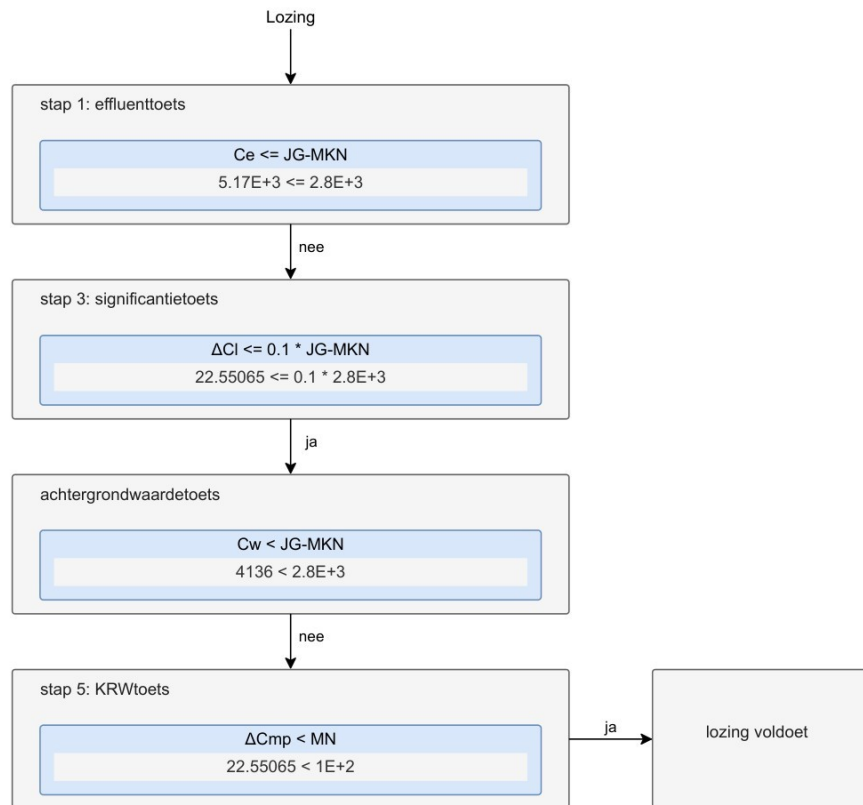 Lozing
stap 1: effluenttoets
Ce <= JG-MKN
5.17E+3 <= 2.8E+3
nee
stap 3: significantietoets
ΔCl <= 0.1 * JG-MKN
22.55065 <= 0.1 * 2.8E+3
ja
achtergrondwaardetoets
Cw < JG-MKN
4136 < 2.8E+3
nee
stap 5: KRWtoets
ΔCmp < MN
22.55065 < 1E+2
ja
lozing voldoet